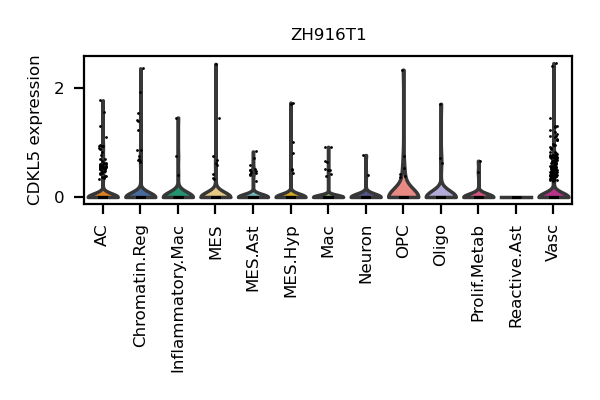 ZH916T1
CDKL5 expression
2
0
AC
Chromatin.Reg
Inflammatory.Mac
MES
MES.Ast
MES.Hyp
Mac
Neuron
OPC
Oligo
Prolif.Metab
Reactive.Ast
Vasc